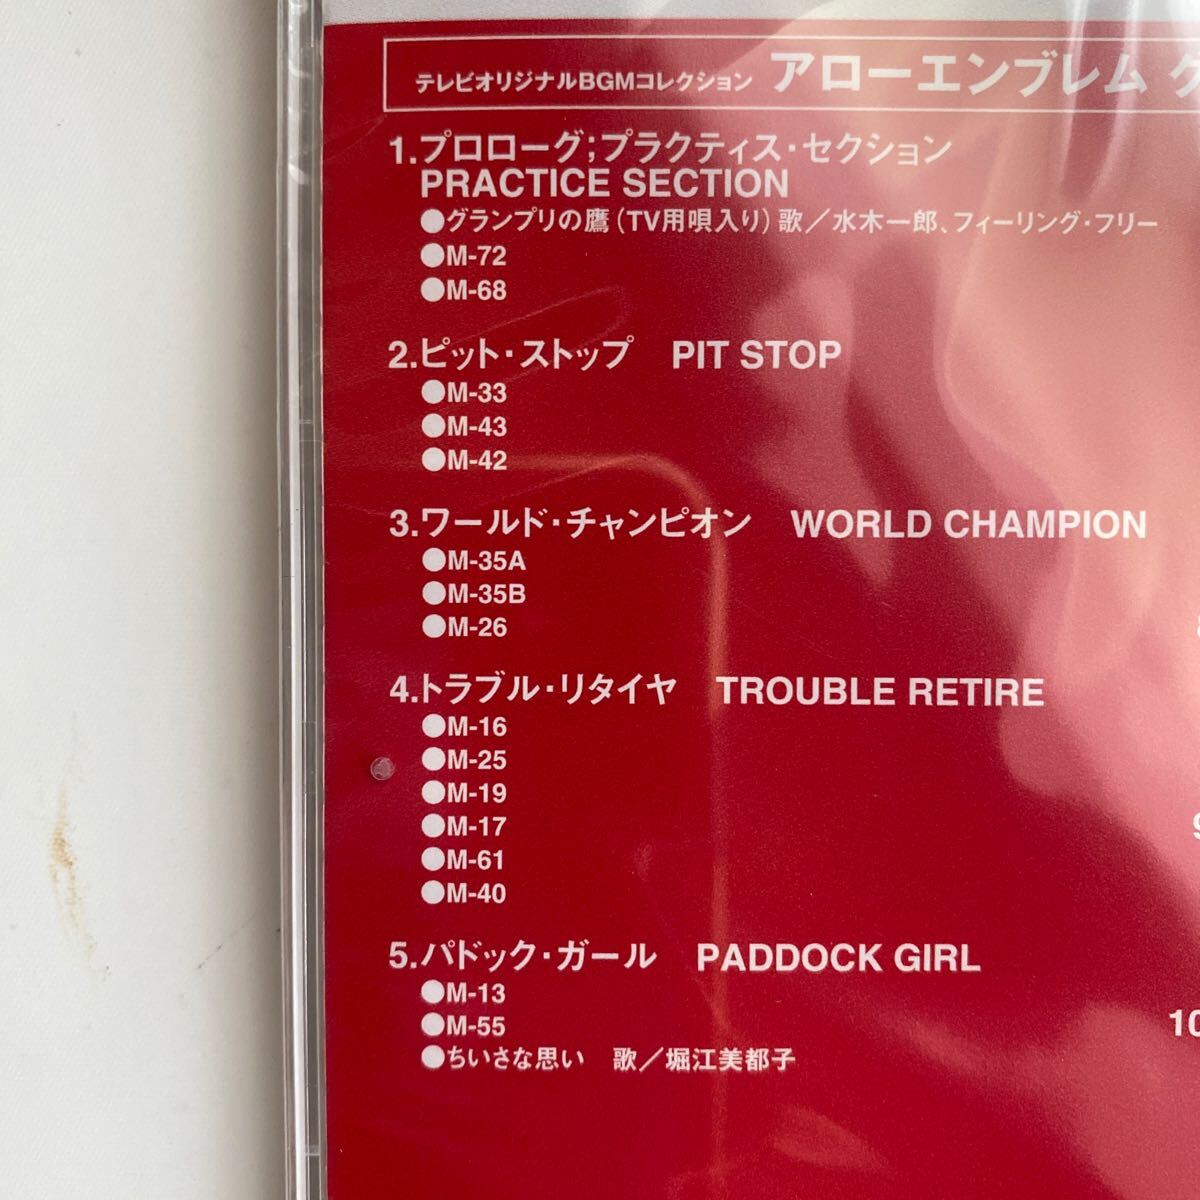 テレビオリジナルBGMコレクション アローエンブレム グ
1.プロローグ;プラクティス・セクション
PRACTICE SECTION
●グランプリの鷹(TV用唄入り)歌/水木一郎、フィーリング・フリー
●M-72
●M-68
2.ピット・ストップ PIT STOP
●M-33
●M-43
●M-42
3.ワールド・チャンピオン WORLD CHAMPION
●M-35A
●M-35B
●M-26
4.トラブル・リタイヤ TROUBLE RETIRE
●M-16
●M-25
●M-19
●M-17
●M-61
●M-40
5.パドック・ガール PADDOCK GIRL
●M-13
●M-55
●ちいさな思い 歌/堀江美都子
9
10